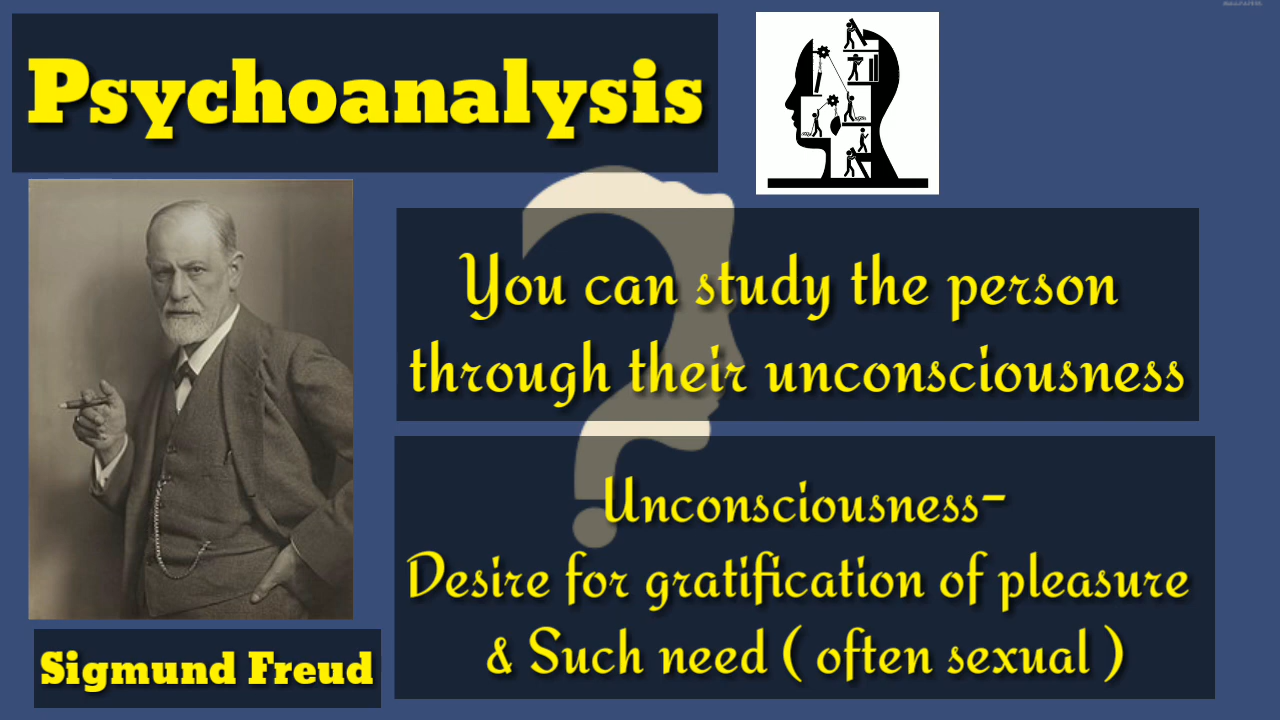 Psychoanalysis
You can study the person
through their unconsciousness
Unconsciousness-
Desire for gratification of pleasure
& Such need ( often sexual )
Sigmund Freud